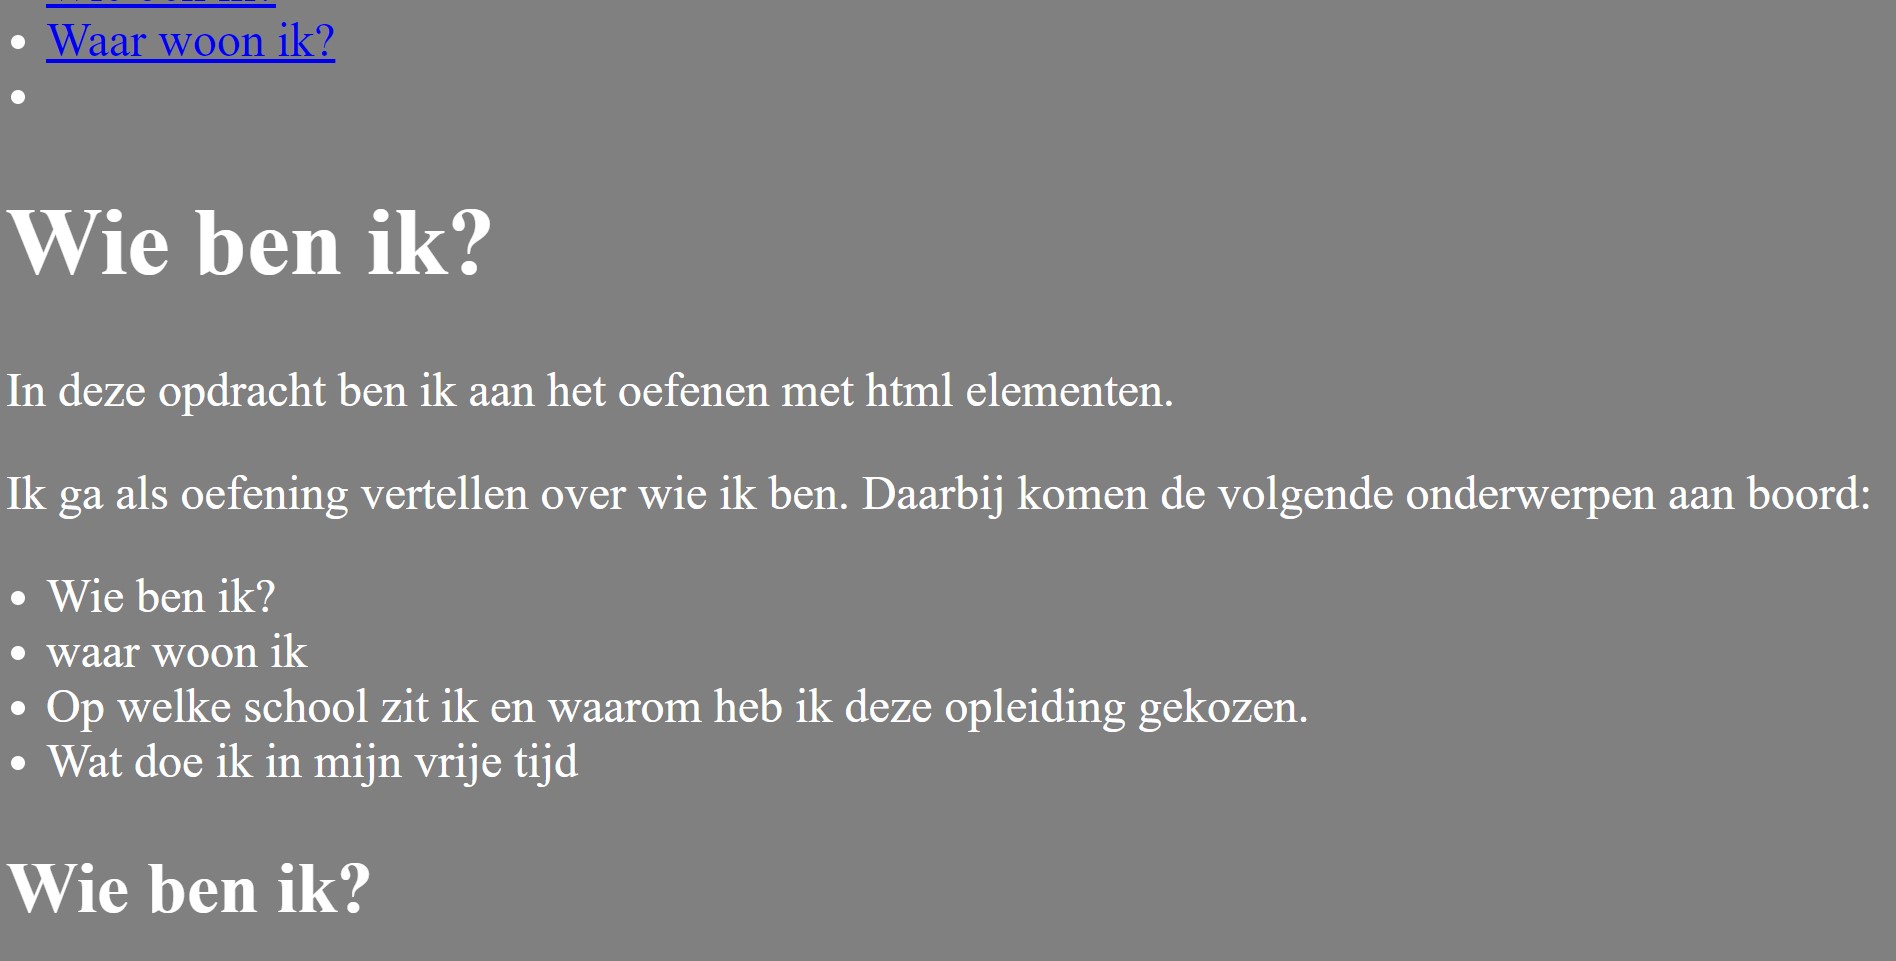 Waar woon ik?
Wie ben ik?
In deze opdracht ben ik aan het oefenen met html elementen.
Ik ga als oefening vertellen over wie ik ben. Daarbij komen de volgende onderwerpen aan boord:
Wie ben ik?
waar woon ik
Op welke school zit ik en waarom heb ik deze opleiding gekozen.
Wat doe ik in mijn vrije tijd
Wie ben ik?